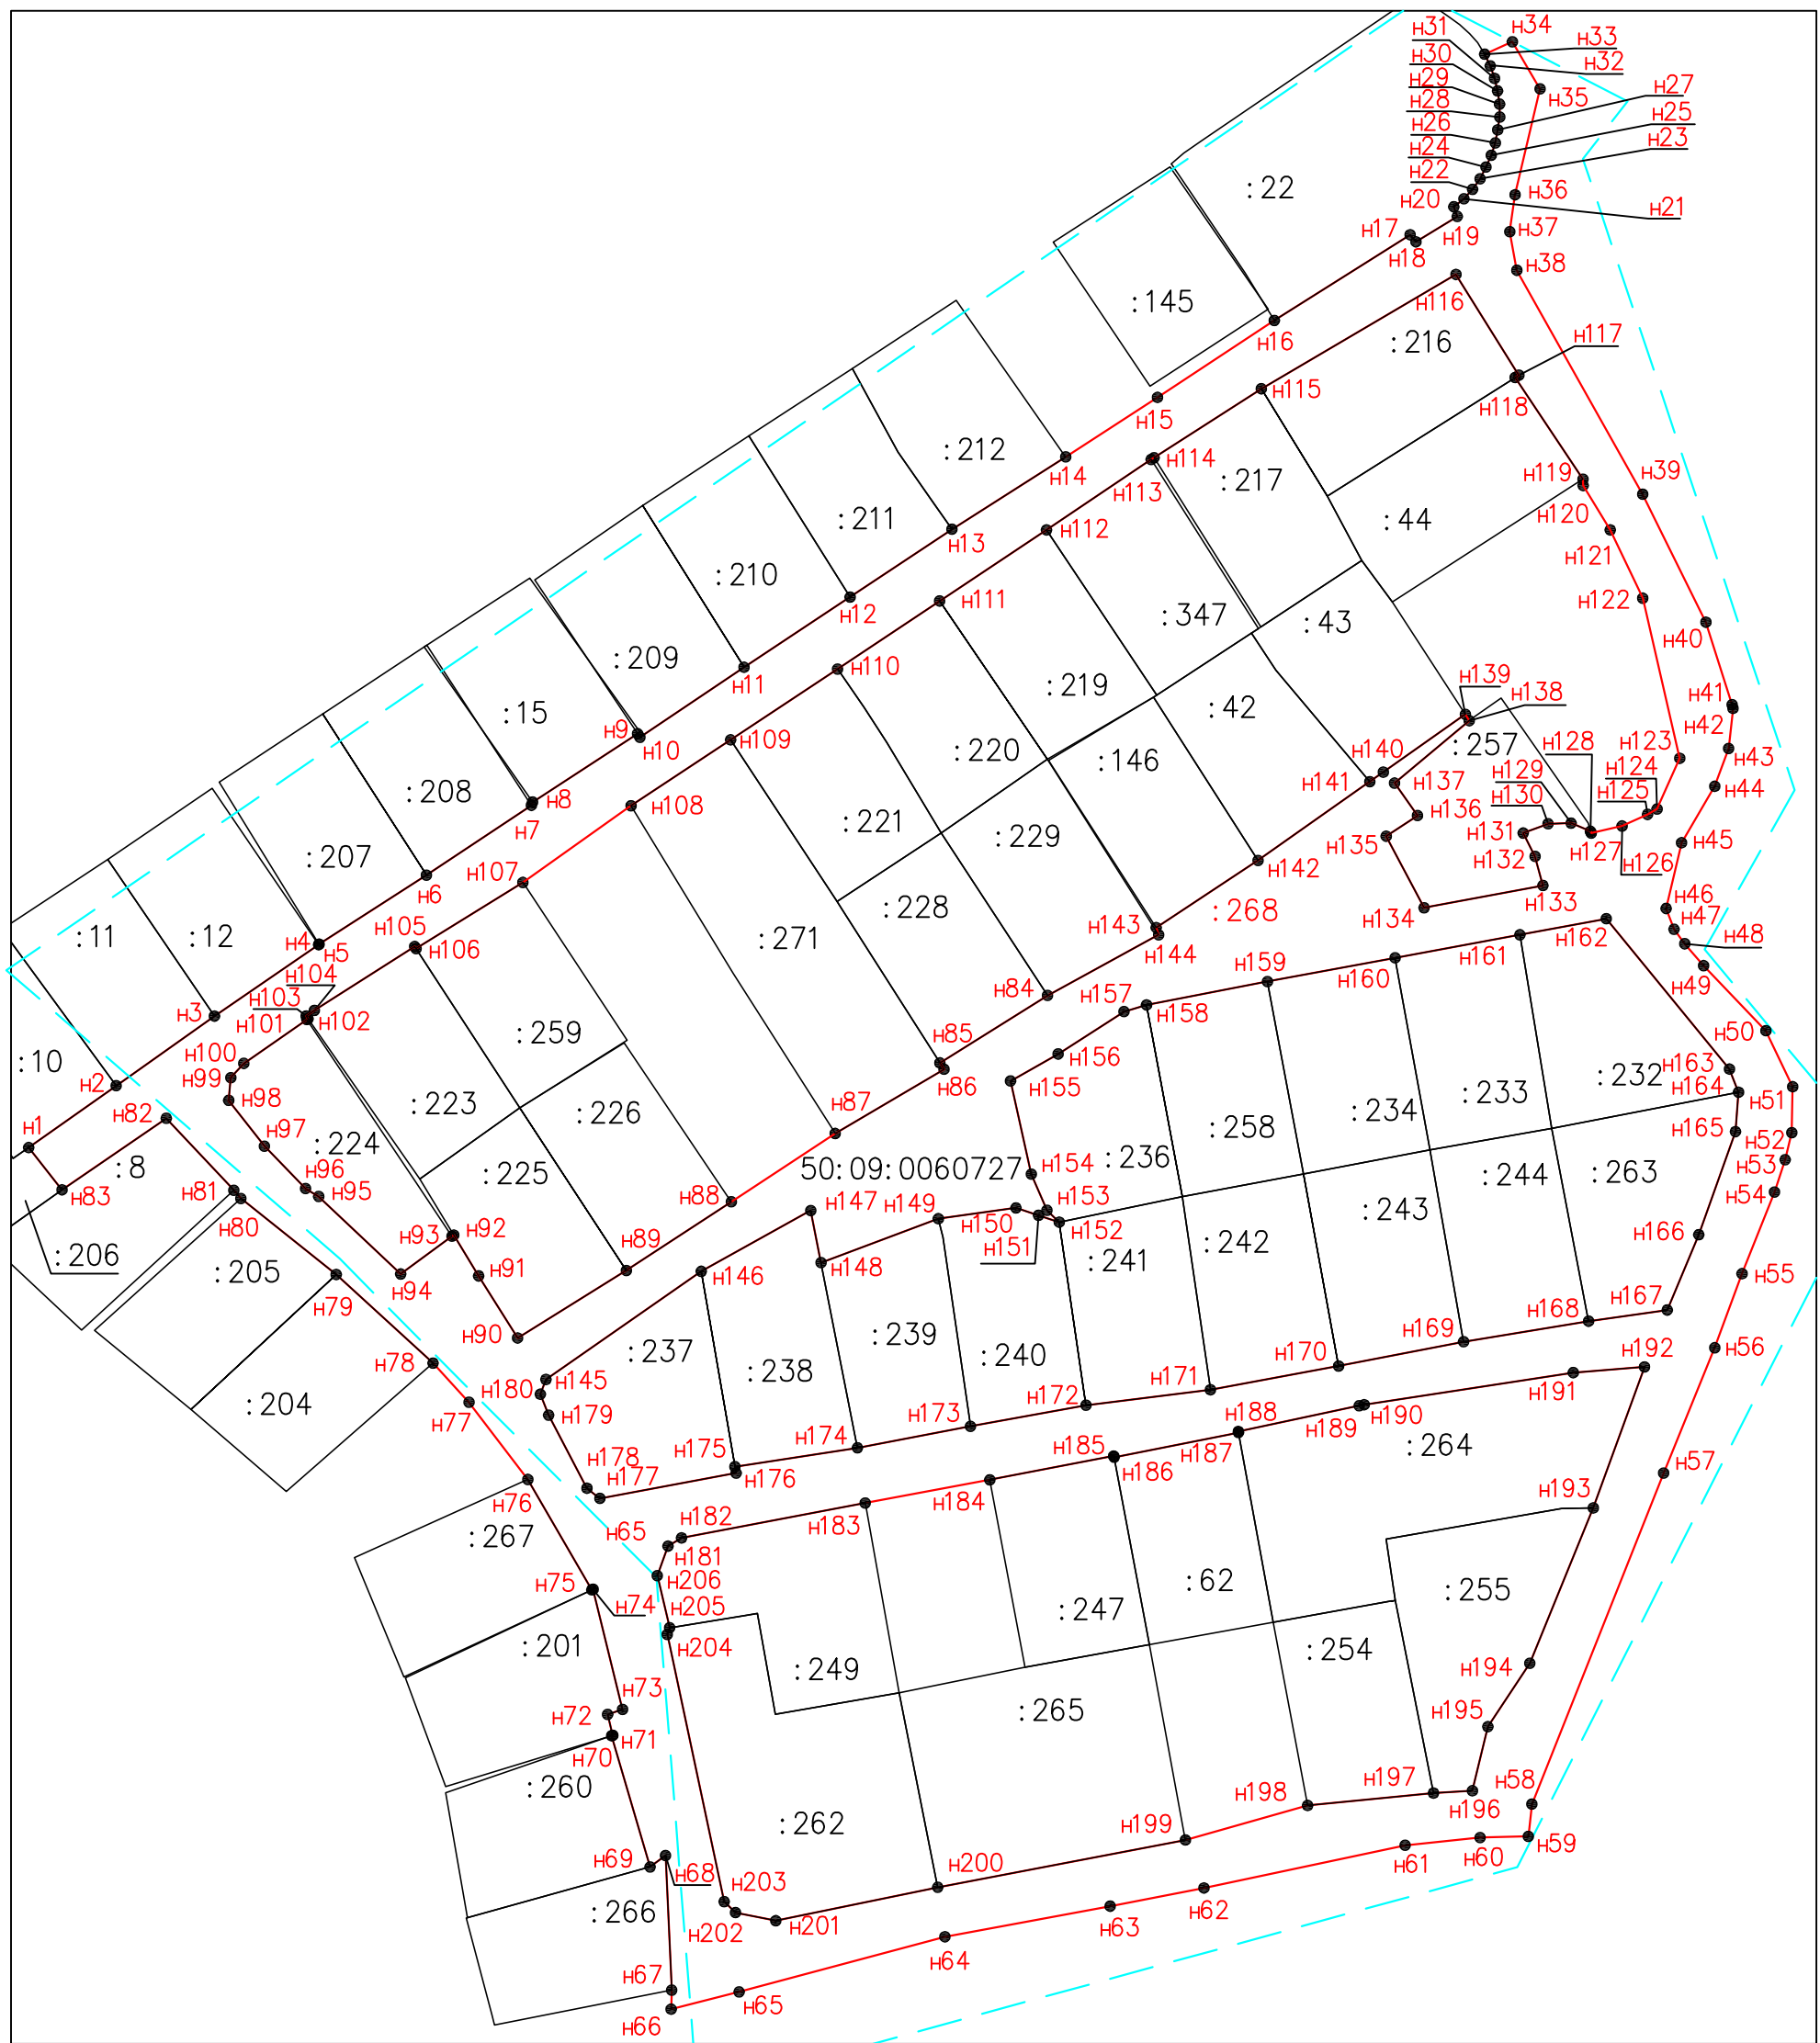 н31
н34
н33
н30
н32
н29
н27
н35
н28
н25
н26
н23
н24
н22
:22
н36
н20
н21
н17
н37
н19
н18
н38
:145
н116
н16
:216
н117
н115
н118
н15
:212
н14
н114
:217
н119
н39
н113
:211
н13
:44
н120
н112
н121
:210
н12
н111
н122
:347
:43
н40
:209
н11
н110
:219
н139
н138
н41
:15
н9
н10
н109
:220
:42
:257
н42
н128
н123
н43
:146
н129
н124
н140
н137
н141
н44
:208
н8
н7
н108
н130
н125
н136
:221
:229
н131
н135
н45
:207
н6
н107
н127
н132
н126
н142
н133
:228
н134
н46
:268
н143
н47
:11
:12
н4
н5
н105
н106
:271
н144
н162
н48
н161
н104
н159
н160
н49
н84
н103
н3
н101
н102
н157
н158
:259
н50
н85
н156
:10
н100
н99
н86
н163
н2
:232
н155
н164
н98
:233
н51
н82
:234
:223
:226
н87
н1
н97
:224
:258
н165
н52
:8
50:09:0060727
н154
:236
н53
н96
:225
:244
:263
н83
н81
н95
н88
н147
н149
н153
н54
н80
н150
н152
:243
н93
н92
:242
н166
:206
:205
н151
:241
н89
н94
н91
н146
н148
н55
н79
н167
н168
:239
н90
:237
н169
:240
н56
н78
н145
:238
н170
н192
н180
н171
н191
н77
н172
:204
н179
н173
н188
н189
н190
н174
:264
н175
н185
н178
н187
н177
н186
н57
н176
н76
н184
н193
:267
н65
н182
н183
н181
:62
н75
н206
:255
н74
н205
:247
:201
н204
:254
:249
н194
н73
н72
:265
н195
н71
н70
:260
н197
н58
н198
н196
:262
н199
н69
н68
н200
н61
н60
н59
:266
н203
н202
н201
н63
н62
н64
н67
н65
н66